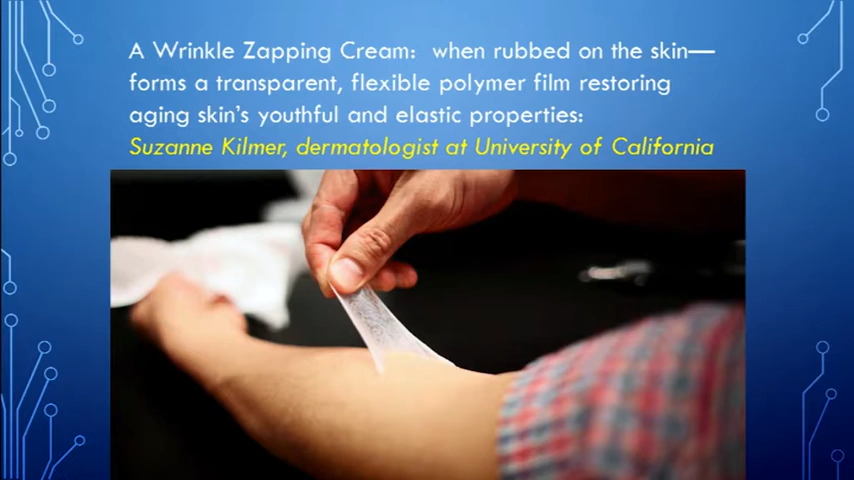 A Wrinkle Zapping Cream: when rubbed on the skin—
forms a transparent, flexible polymer film restoring
aging skin's youthful and elastic properties:
Suzanne Kilmer, dermatologist at University of California